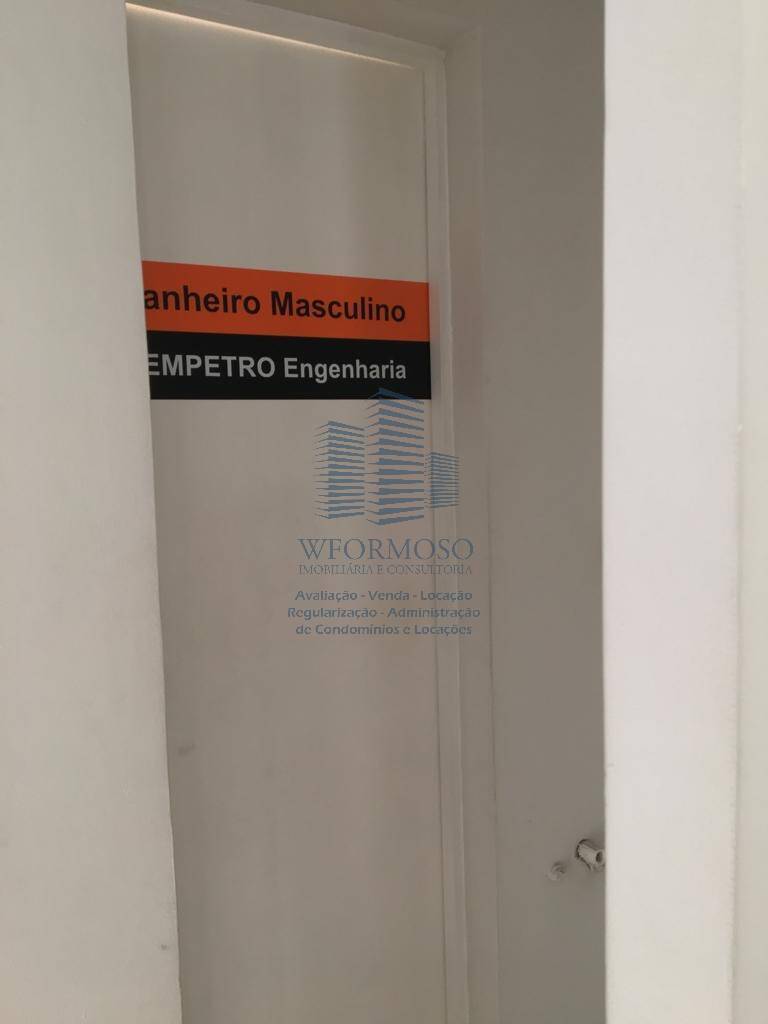 anheiro Masculino
EMPETRO Engenharia
WFORMOSO
IMOBILIÁRIA E CONSULTORIA
Avaliação - Venda - Locação
Regularização - Administração
de Condomínios e Locações